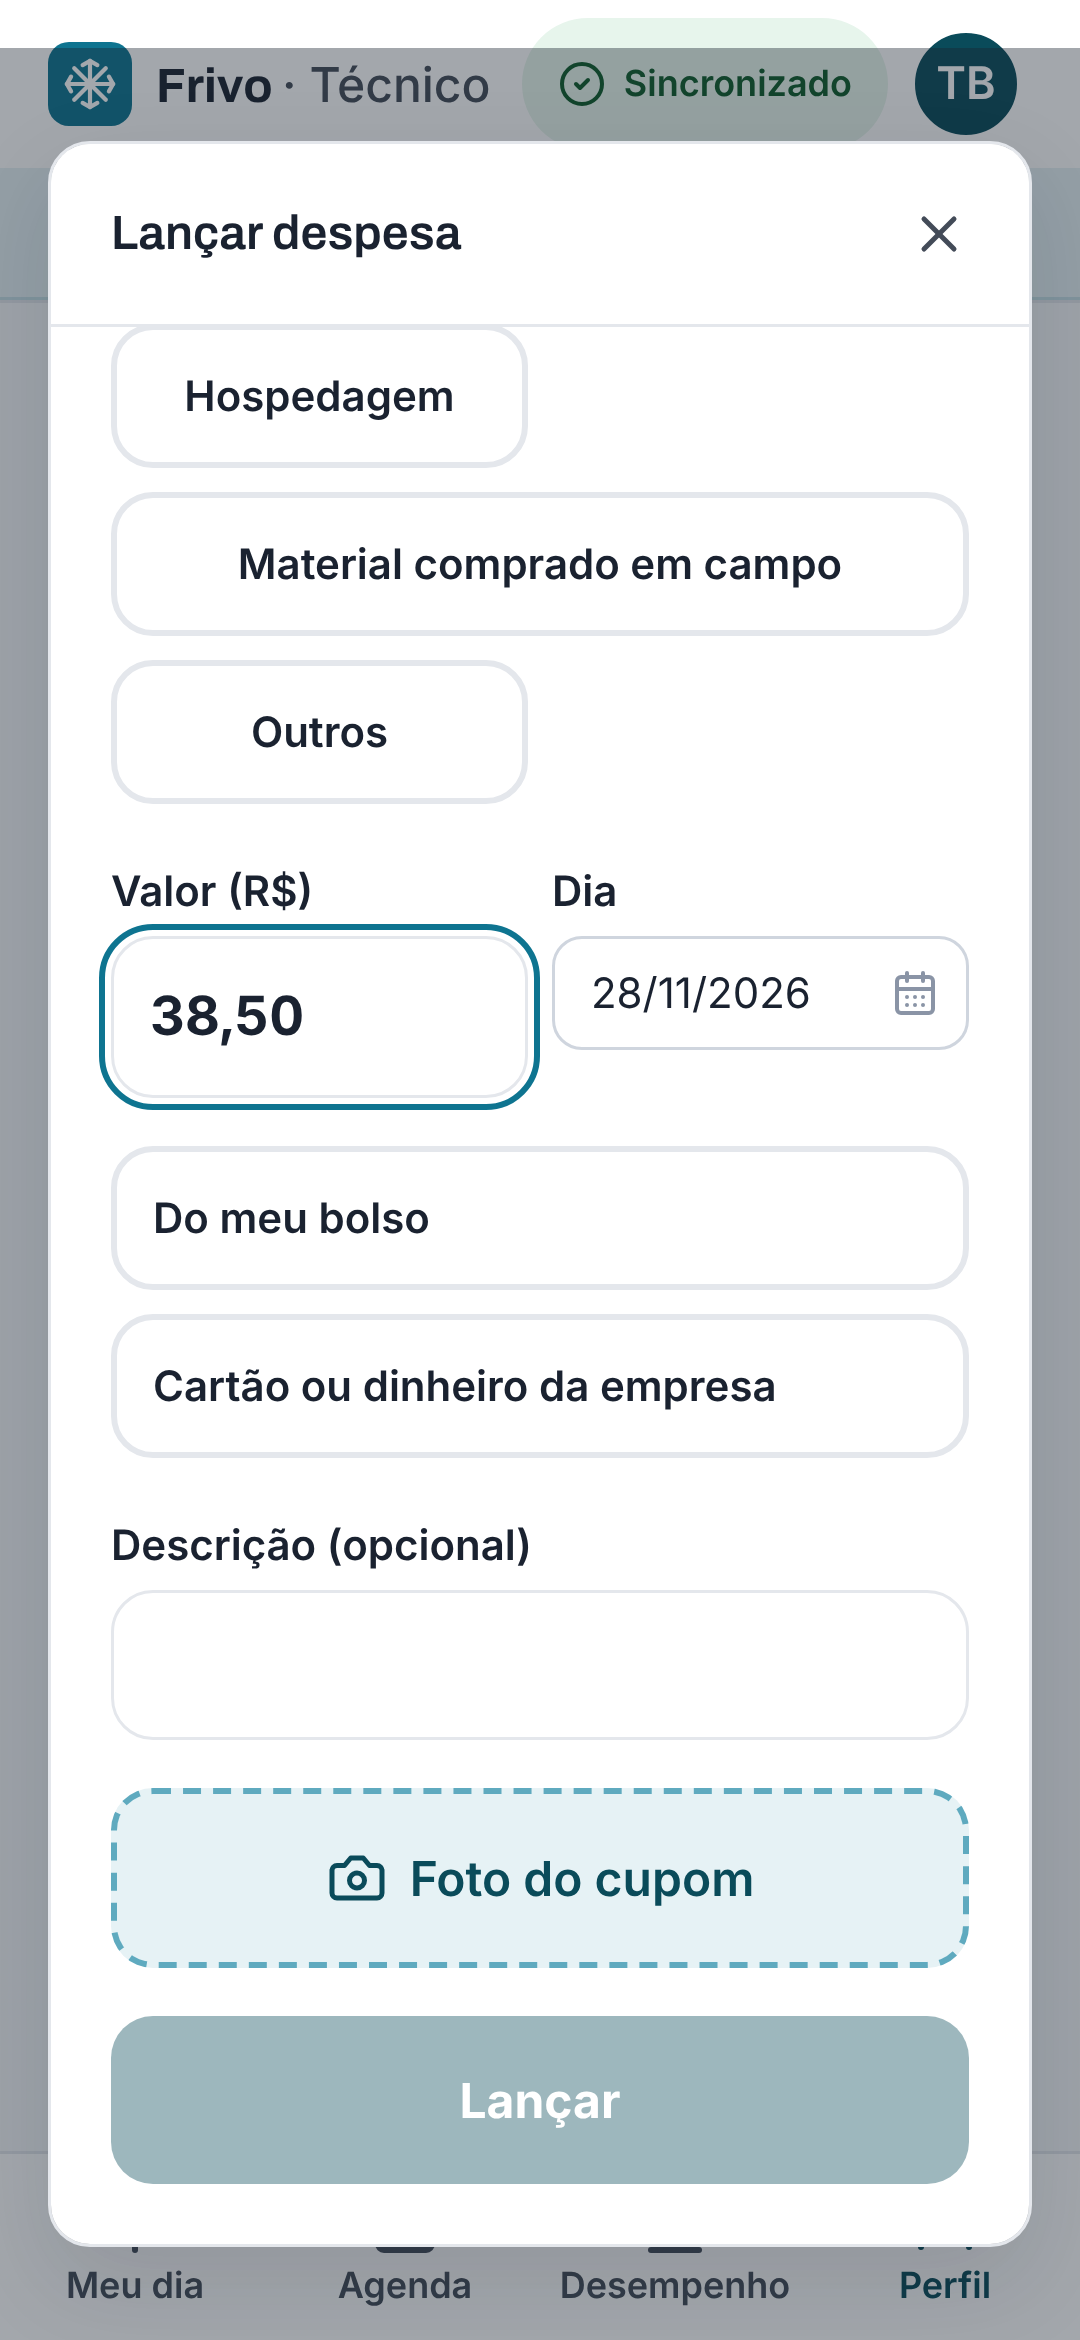 Frivo · Técnico
Sincronizado
TB
Lançar despesa
Hospedagem
Material comprado em campo
Outros
Valor (R$)
Dia
38,50
28/11/2026
Do meu bolso
Cartão ou dinheiro da empresa
Descrição (opcional)
Foto do cupom
Lançar
Meu dia
Agenda
Desempenho
Perfil